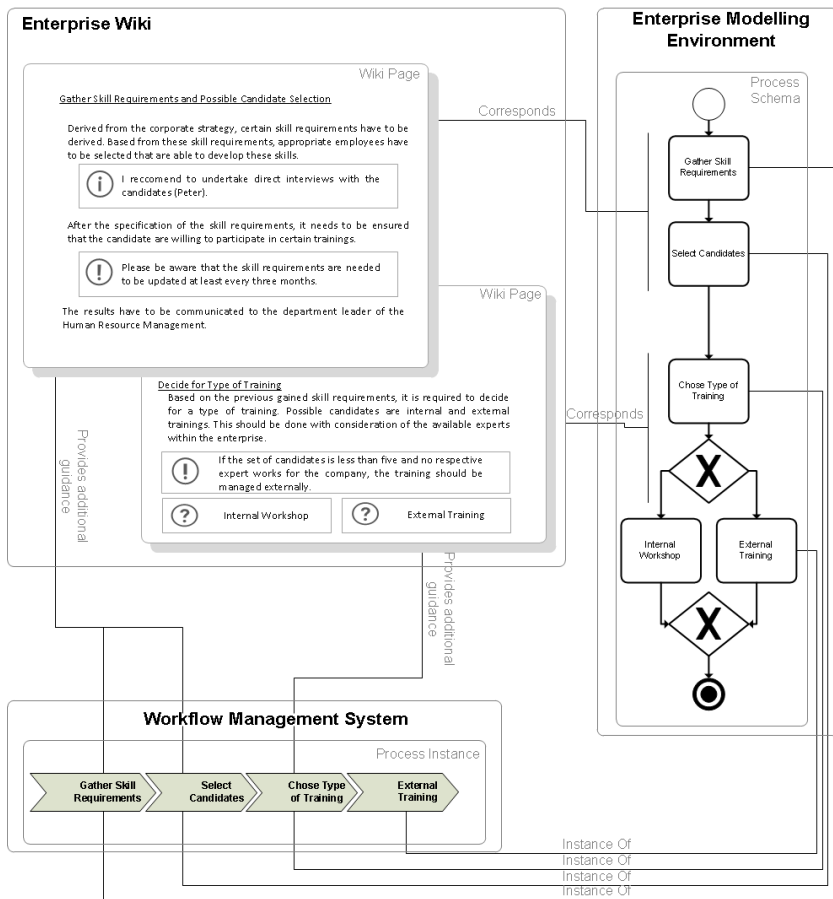 Enterprise Wiki
Wiki Page
Gather Skill Requirements and Possible Candidate Selection
Derived from the corporate strategy, certain skill requirements have to be
derived. Based from these skill requirements, appropriate employees have
to be selected that are able to develop these skills.
I reccomend to undertake direct interviews with the
candidates (Peter).
After the specification of the skill requirements, it needs to be ensured
that the candidate are willing to participate in certain trainings.
Please be aware that the skill requirements are needed
to be updated at least every three months.
The results have to be communicated to the department leader of the
Human Resource Management.
Wiki Page
Decide for Type of Training
Based on the previous gained skill requirements, it is required to decide
for a type of training. Possible candidates are internal and external
trainings. This should be done with consideration of the available experts
within the enterprise.
If the set of candidates is less than five and no respective
expert works for the company, the training should be
managed externally.
Internal Workshop
External Training
Provides additional
guidance
Provides additional
guidance
Corresponds
Corresponds
Enterprise Modelling
Environment
Process
Schema
Gather Skill
Requirements
Select Candidates
Chose Type of
Training
X
Internal
Workshop
External
Training
X
Workflow Management System
Process Instance
Gather Skill
Requirements
Select
Candidates
Chose Type
of Training
External
Training
Instance Of
Instance Of
Instance Of
Instance Of